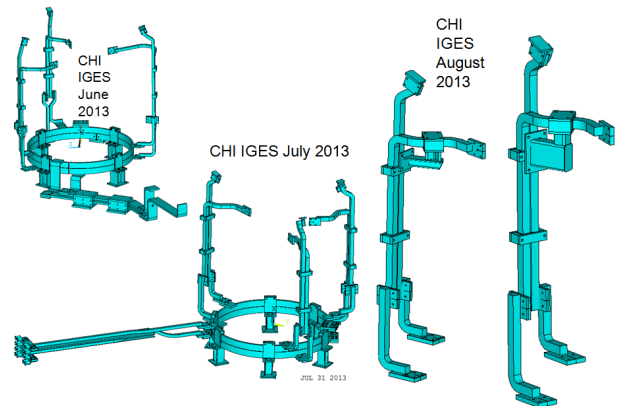 CHI
IGES
June
2013
CHI IGES July 2013
CHI
IGES
August
2013
JUL 31 2013